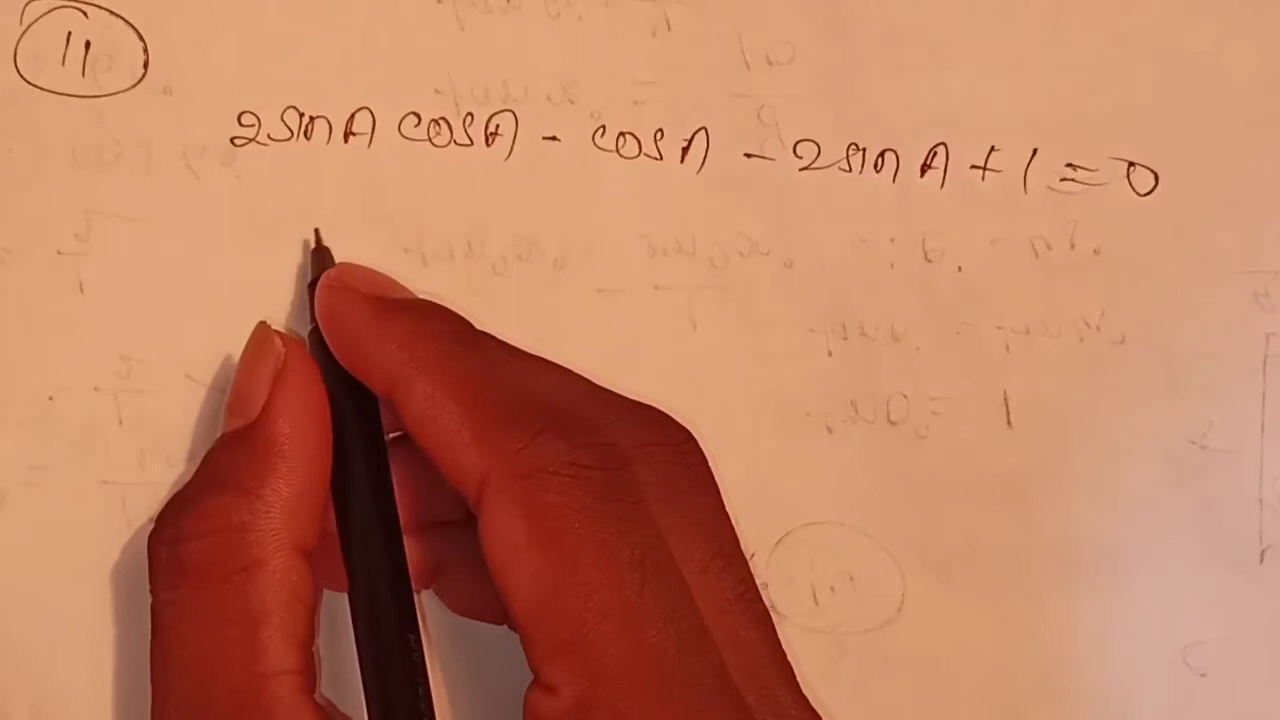 11
2sinA cosA - cosA - 2sinA + 1 = 0